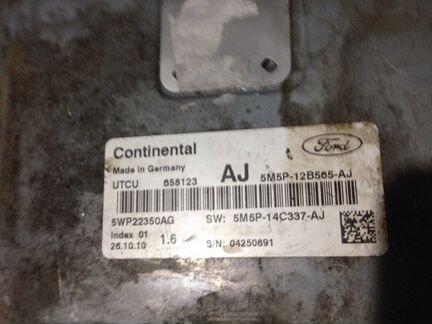 Continental
Ford
Made in Germany
AJ
5M5P-12B565-AJ
UTCU 658123
5WP22350AG
SW: 5M5P-14C337-AJ
Index 01
26.10.10
1.6
S/N: 04250891